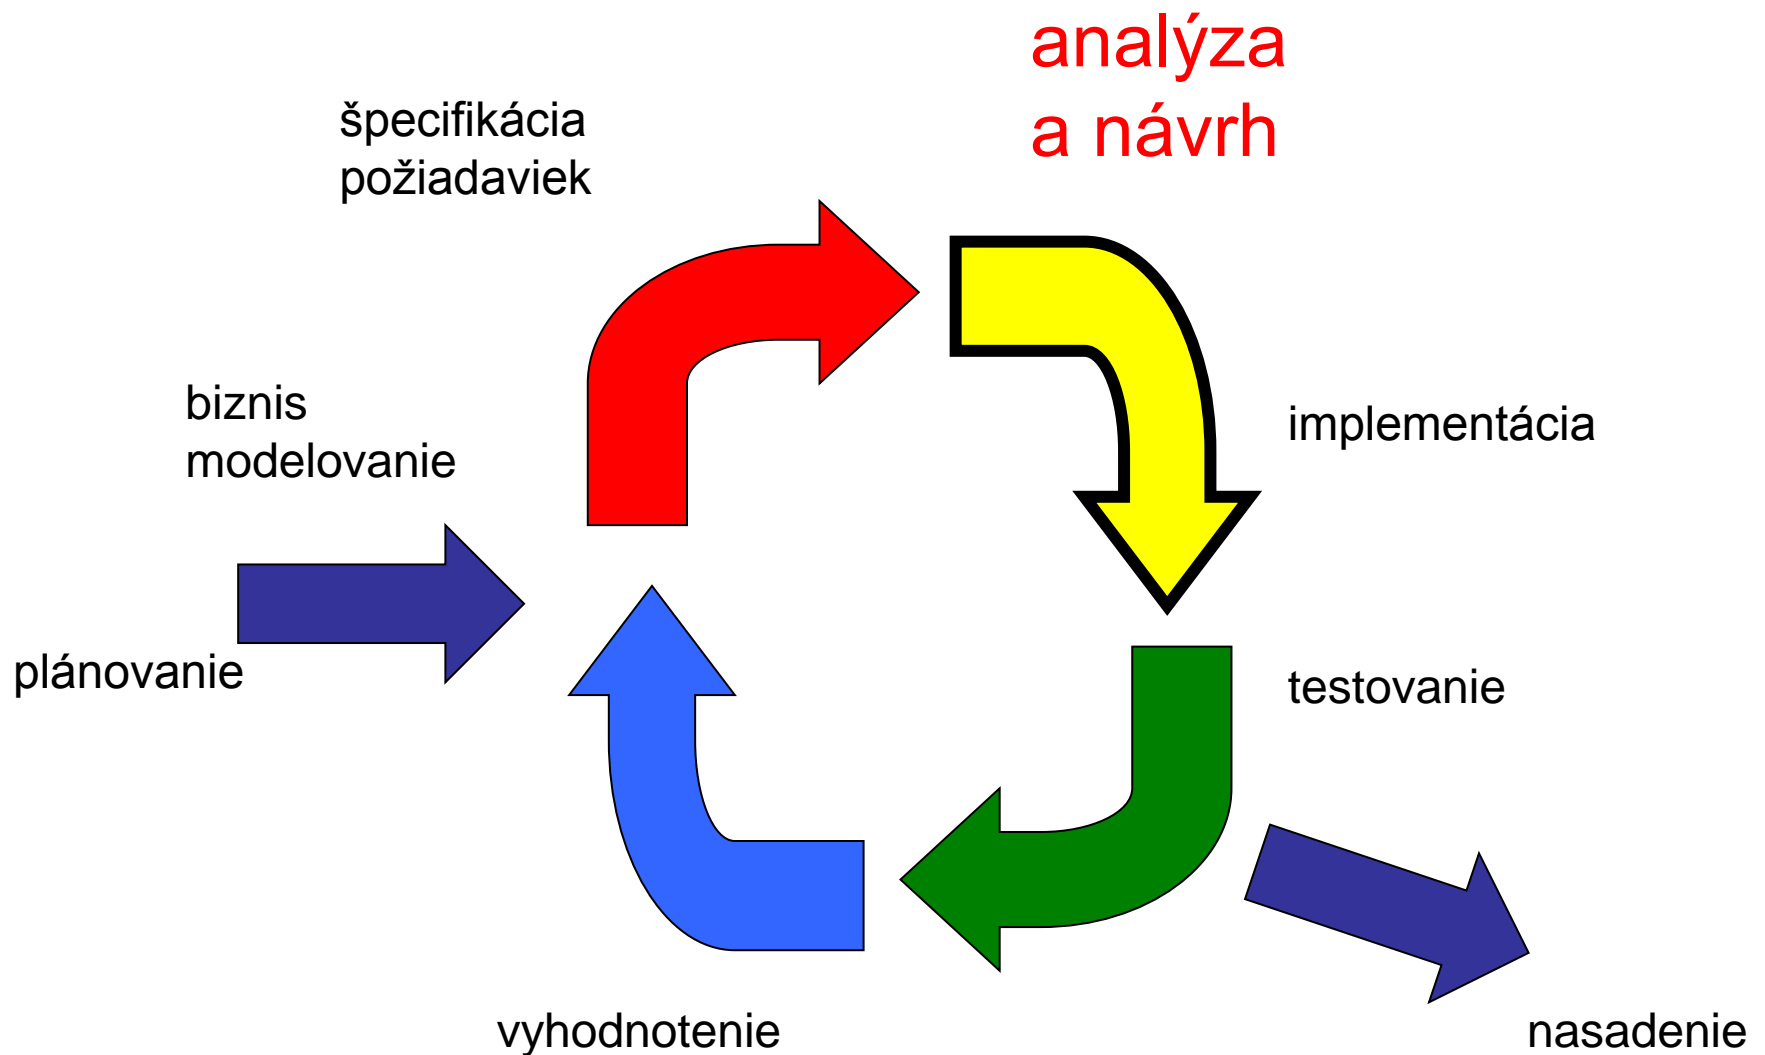 analýza
a návrh
špecifikácia
požiadaviek
biznis
modelovanie
implementácia
plánovanie
testovanie
vyhodnotenie
nasadenie